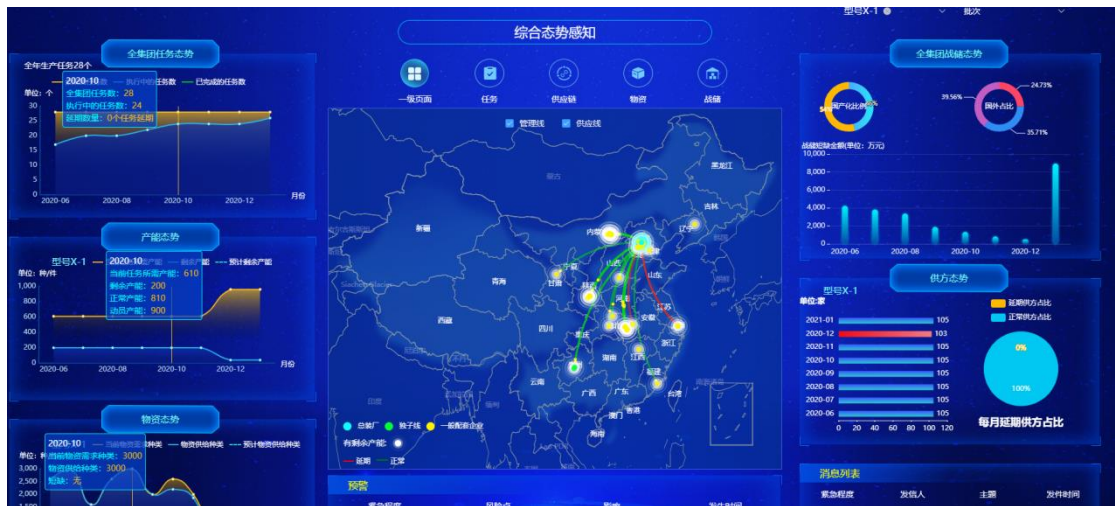 型号X-1
批次
综合态势感知
一级页面
任务
供应链
物资
战储
全集团任务态势
全年生产任务28个
执行中的任务数
已完成的任务数
单位：个
2020-10
全集团任务数：28
执行中的任务数：24
延期数量：0个任务延期
30
25
20
15
10
5
0
2020-06
2020-08
2020-10
2020-12
月份
产能态势
型号X-1
预计剩余产能
单位：种/件
2020-10
当前任务所需产能：610
剩余产能：200
正常产能：810
动员产能：900
1,000
800
600
400
200
0
2020-06
2020-08
2020-10
2020-12
月份
物资态势
物资供给种类
预计物资供给种类
2020-10
当前物资需求种类：3000
物资供给种类：3000
短缺：无
3,000
2,500
2,000
1,500
管理线
供应线
黑龙江
吉林
辽宁
蒙古
内蒙
新疆
宁夏
甘肃
山西
山东
青海
河南
江苏
西藏
安徽
四川
重庆
浙江
湖南
江西
福建
云南
广西
广东
台湾
香港
澳门
海南
印度
总装厂
独子线
一般配套企业
有剩余产能：
延期
正常
预警
紧急程度
风险点
影响
发生时间
全集团战储态势
国产化比例
国外占比
24.73%
39.56%
35.71%
战储短缺金额(单位：万元)
10,000
8,000
6,000
4,000
2,000
0
2020-06
2020-08
2020-10
2020-12
供方态势
型号X-1
单位:家
延期供方占比
正常供方占比
2021-01
105
2020-12
103
2020-11
105
2020-10
105
2020-09
105
2020-08
105
2020-07
105
2020-06
105
0 20 40 60 80 100 120
0%
100%
每月延期供方占比
消息列表
紧急程度
发信人
主题
发件时间